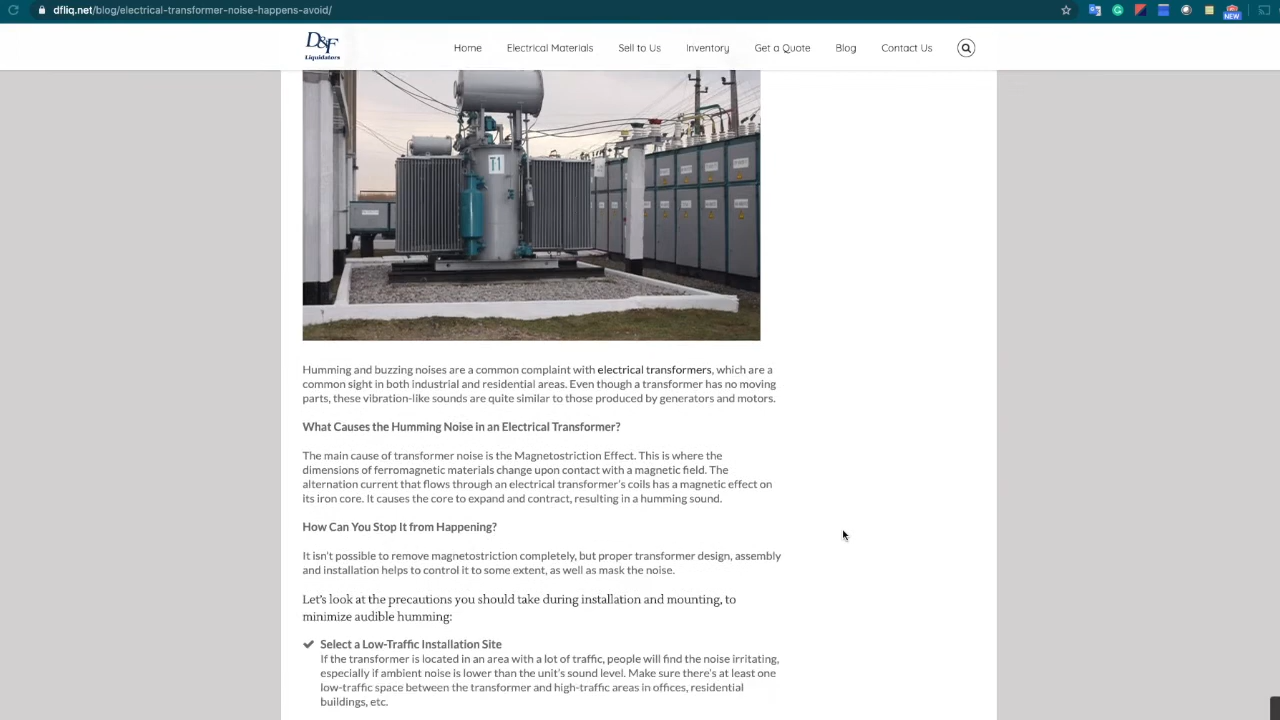 dfliq.net/blog/electrical-transformer-noise-happens-avoid/
NEW
D&F
Liquidators
Home Electrical Materials Sell to Us Inventory Get a Quote Blog Contact Us
T1
Humming and buzzing noises are a common complaint with electrical transformers, which are a
common sight in both industrial and residential areas. Even though a transformer has no moving
parts, these vibration-like sounds are quite similar to those produced by generators and motors.
What Causes the Humming Noise in an Electrical Transformer?
The main cause of transformer noise is the Magnetostriction Effect. This is where the
dimensions of ferromagnetic materials change upon contact with a magnetic field. The
alternation current that flows through an electrical transformer's coils has a magnetic effect on
its iron core. It causes the core to expand and contract, resulting in a humming sound.
How Can You Stop It from Happening?
It isn't possible to remove magnetostriction completely, but proper transformer design, assembly
and installation helps to control it to some extent, as well as mask the noise.
Let's look at the precautions you should take during installation and mounting, to
minimize audible humming:
Select a Low-Traffic Installation Site
If the transformer is located in an area with a lot of traffic, people will find the noise irritating,
especially if ambient noise is lower than the unit's sound level. Make sure there's at least one
low-traffic space between the transformer and high-traffic areas in offices, residential
buildings, etc.